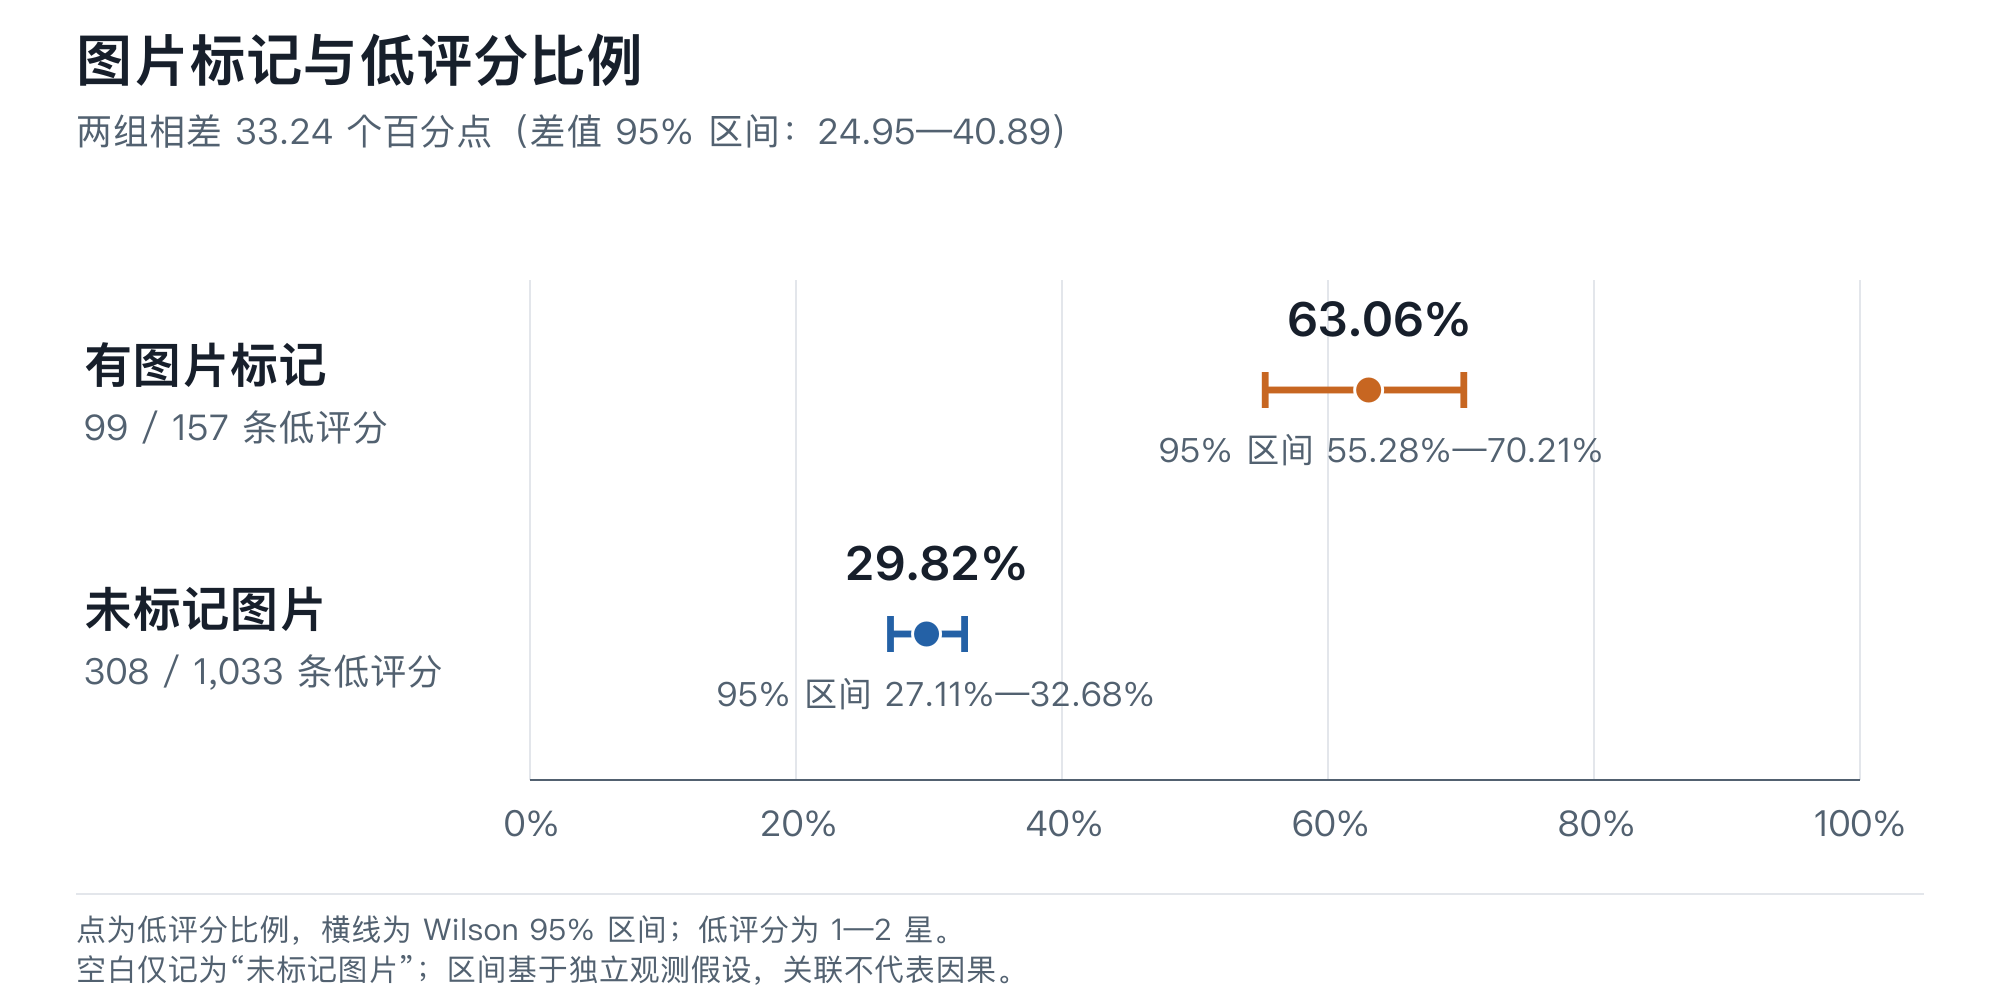 图片标记与低评分比例
两组相差 33.24 个百分点（差值 95% 区间：24.95—40.89）
63.06%
有图片标记
99 / 157 条低评分
95% 区间 55.28%—70.21%
29.82%
未标记图片
308 / 1,033 条低评分
95% 区间 27.11%—32.68%
0% 20% 40% 60% 80% 100%
点为低评分比例，横线为 Wilson 95% 区间；低评分为 1—2 星。
空白仅记为“未标记图片”；区间基于独立观测假设，关联不代表因果。